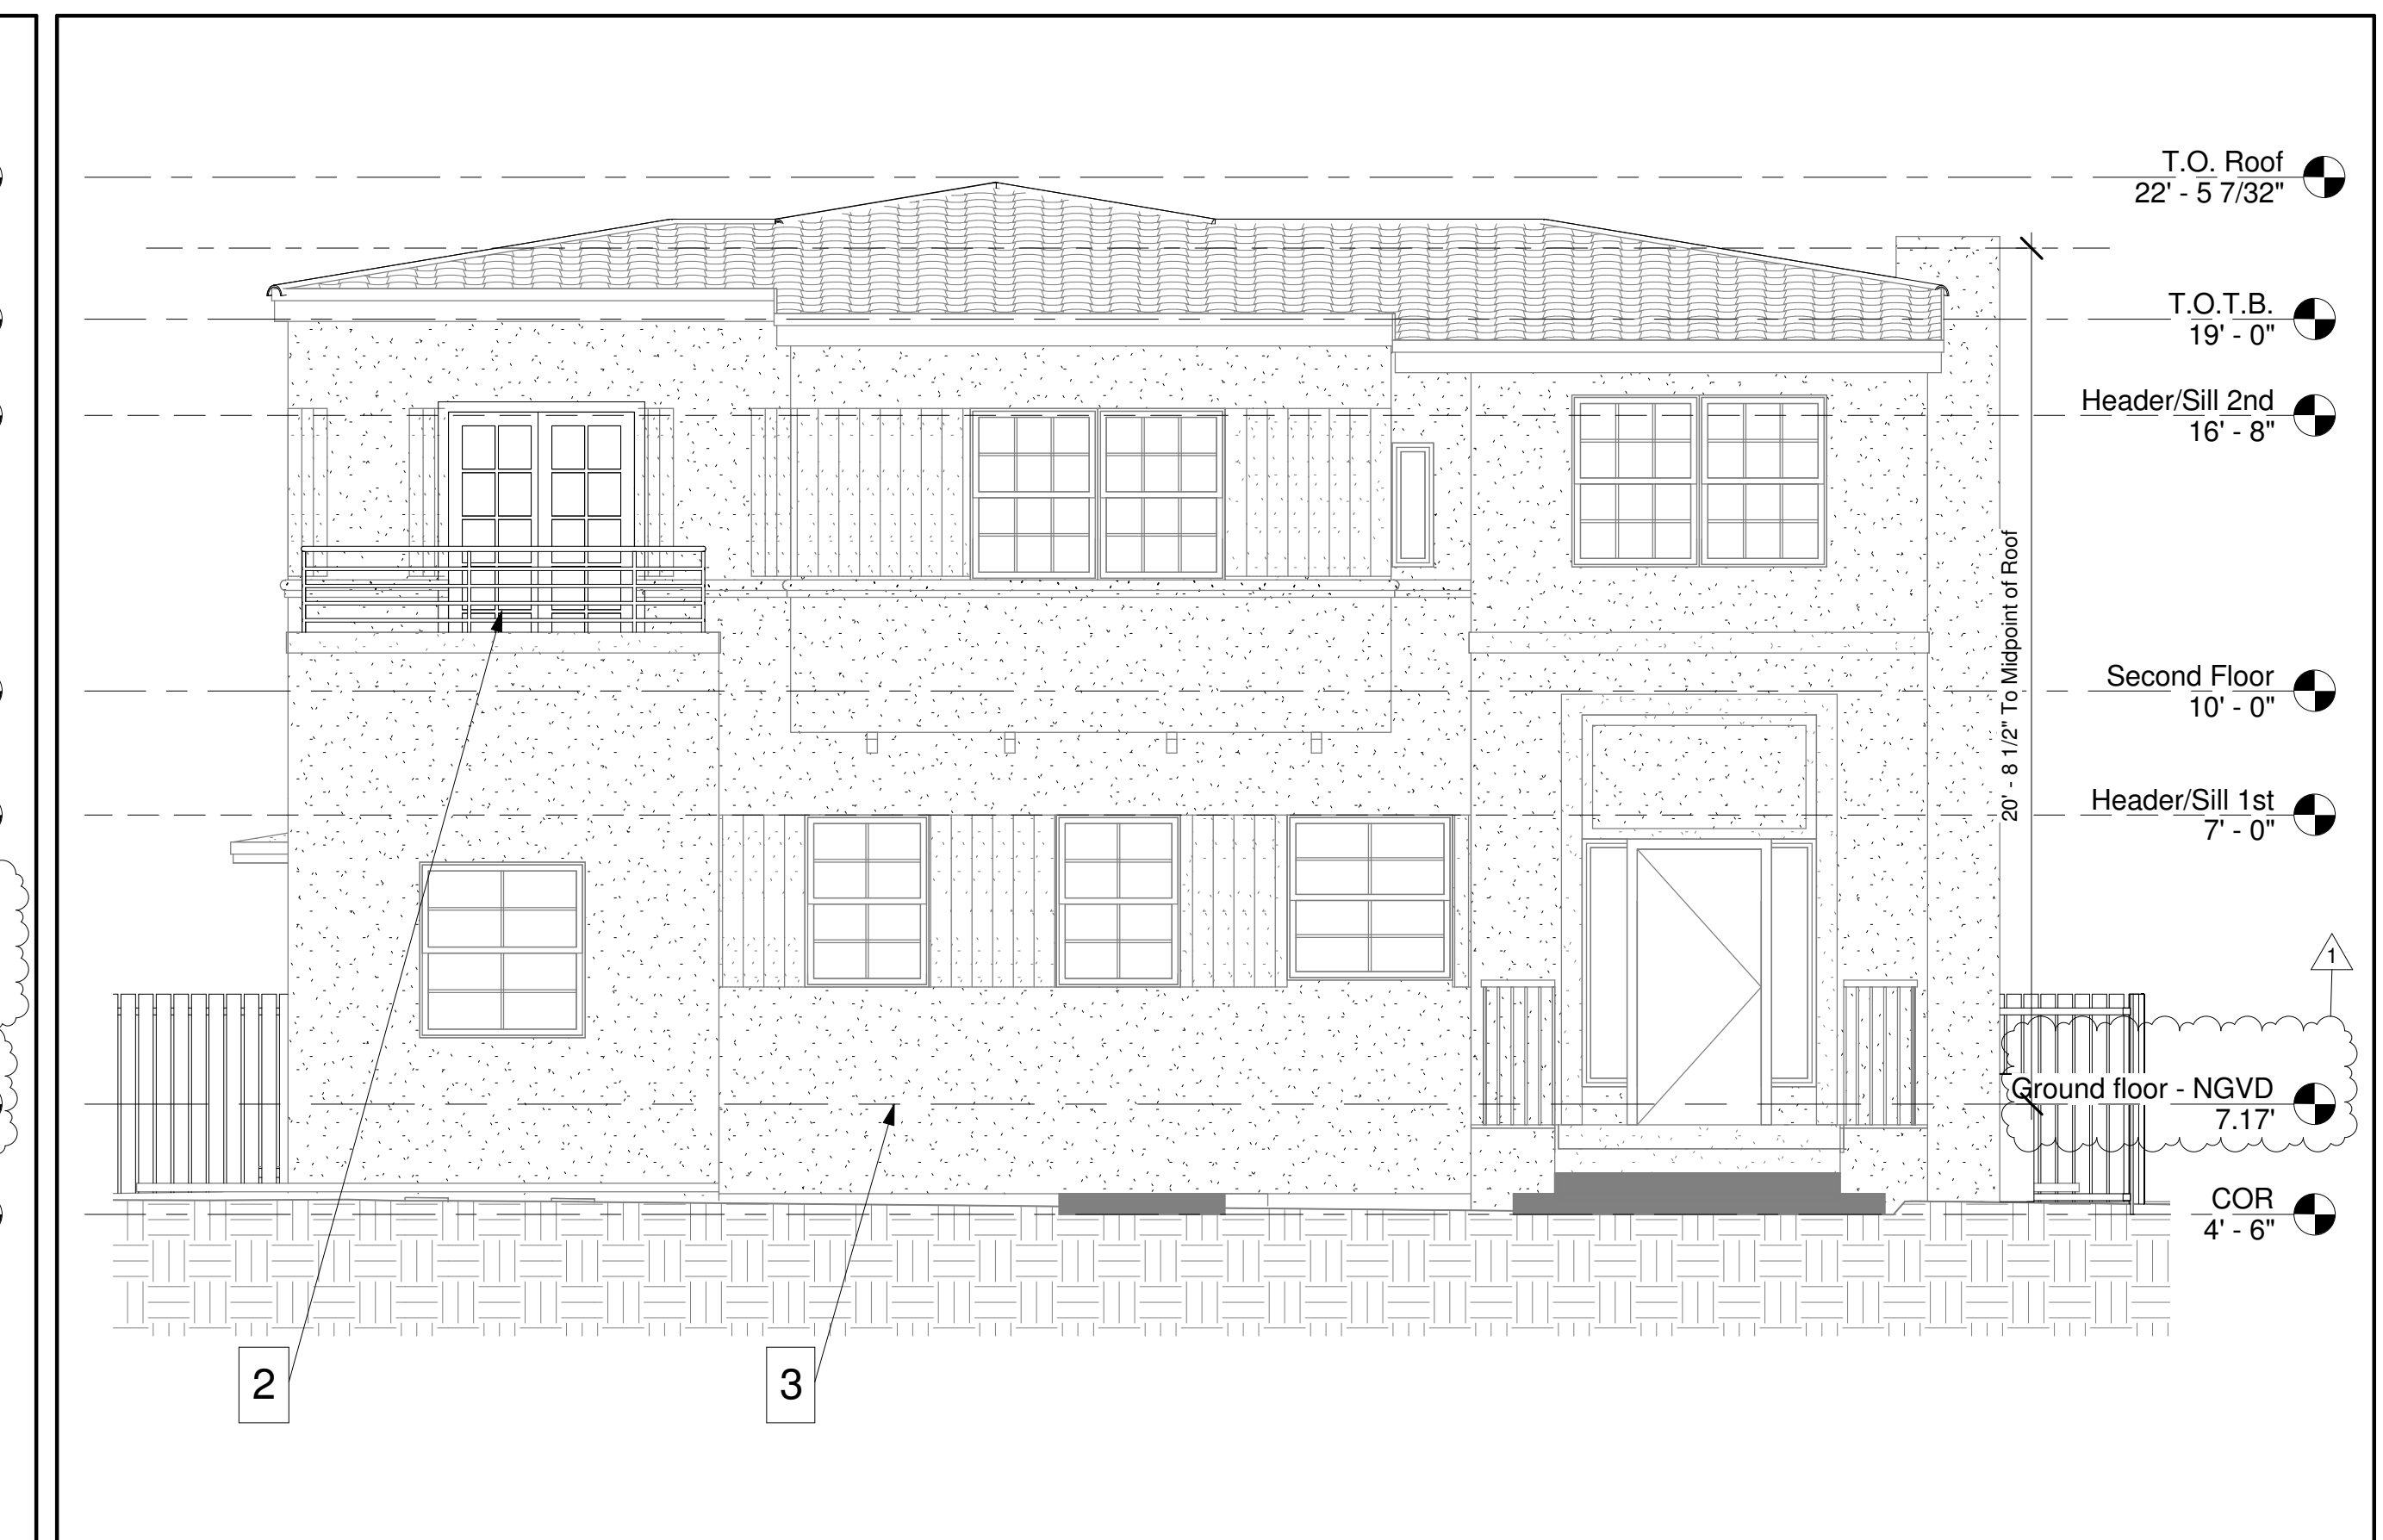 T.O. Roof
22' - 5 7/32"
T.O.T.B.
19' - 0"
Header/Sill 2nd
16' - 8"
20' - 8 1/2" To Midpoint of Roof
Second Floor
10' - 0"
Header/Sill 1st
7' - 0"
1
Ground floor - NGVD
7.17'
COR
4' - 6"
2
3